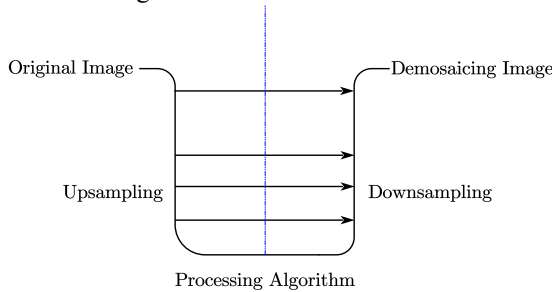 Original Image
Demosaicing Image
Upsampling
Downsampling
Processing Algorithm